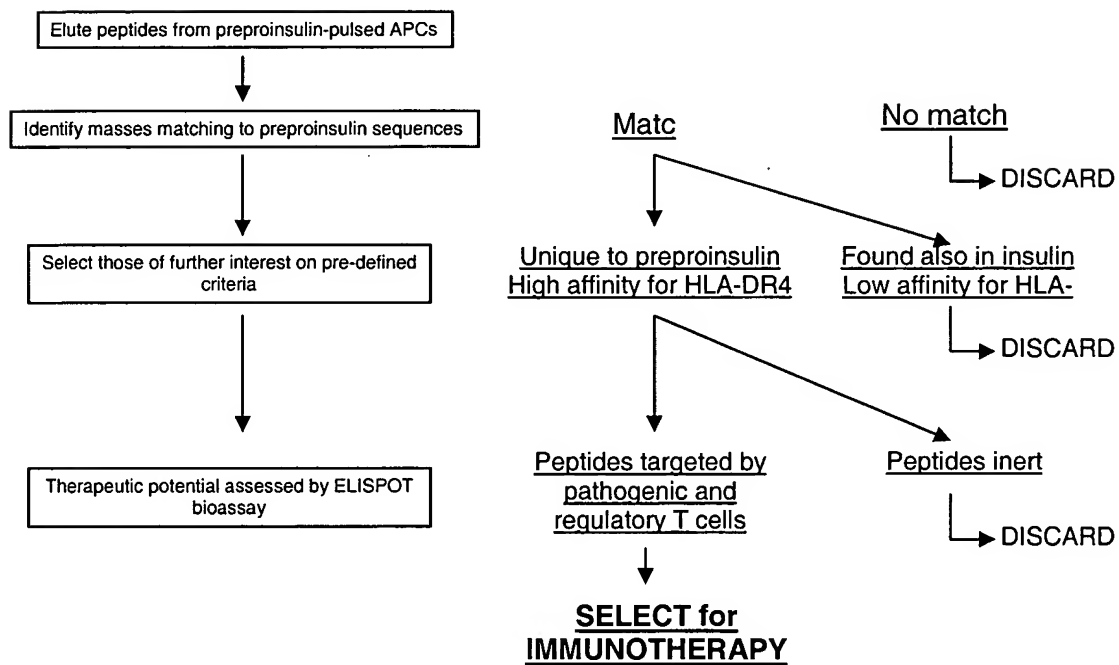 Elute peptides from preproinsulin-pulsed APCs
Identify masses matching to preproinsulin sequences
Matc
No match
DISCARD
Select those of further interest on pre-defined
criteria
Unique to preproinsulin
High affinity for HLA-DR4
Found also in insulin
Low affinity for HLA-
DISCARD
Therapeutic potential assessed by ELISPOT
bioassay
Peptides targeted by
pathogenic and
regulatory T cells
Peptides inert
DISCARD
SELECT for
IMMUNOTHERAPY